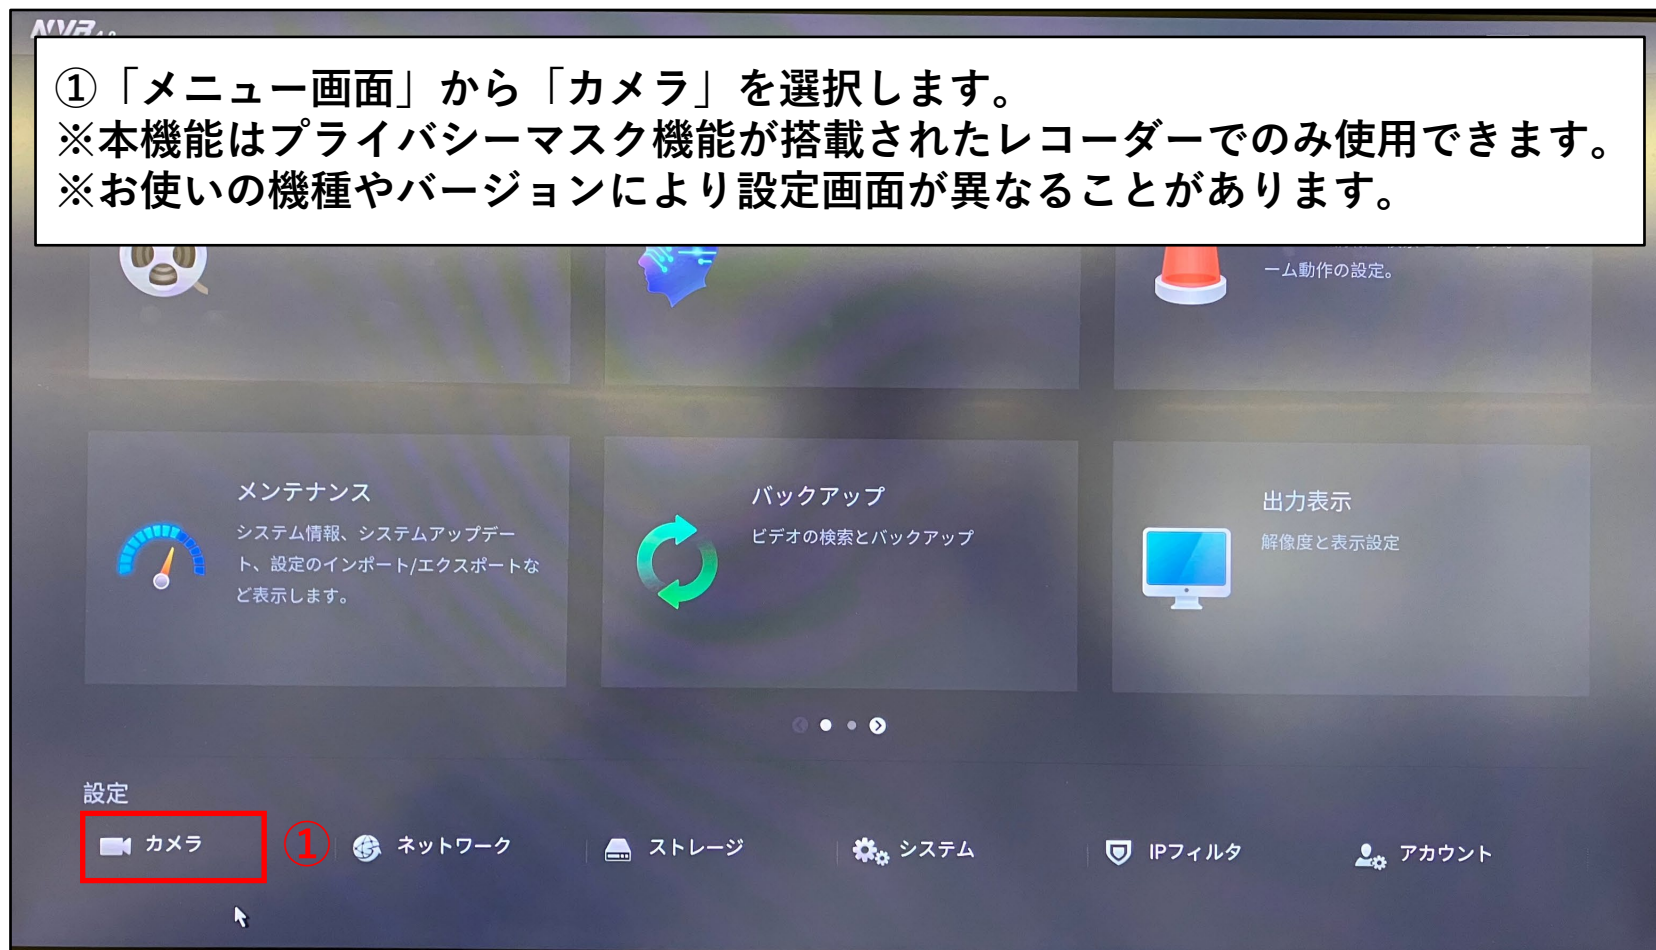 ①「メニュー画面」から「カメラ」を選択します。
※本機能はプライバシーマスク機能が搭載されたレコーダーでのみ使用できます。
※お使いの機種やバージョンにより設定画面が異なることがあります。
ーム動作の設定。
メンテナンス
システム情報、システムアップデー
ト、設定のインポート/エクスポートな
ど表示します。
バックアップ
ビデオの検索とバックアップ
出力表示
解像度と表示設定
設定
カメラ
①
ネットワーク
ストレージ
システム
IPフィルタ
アカウント